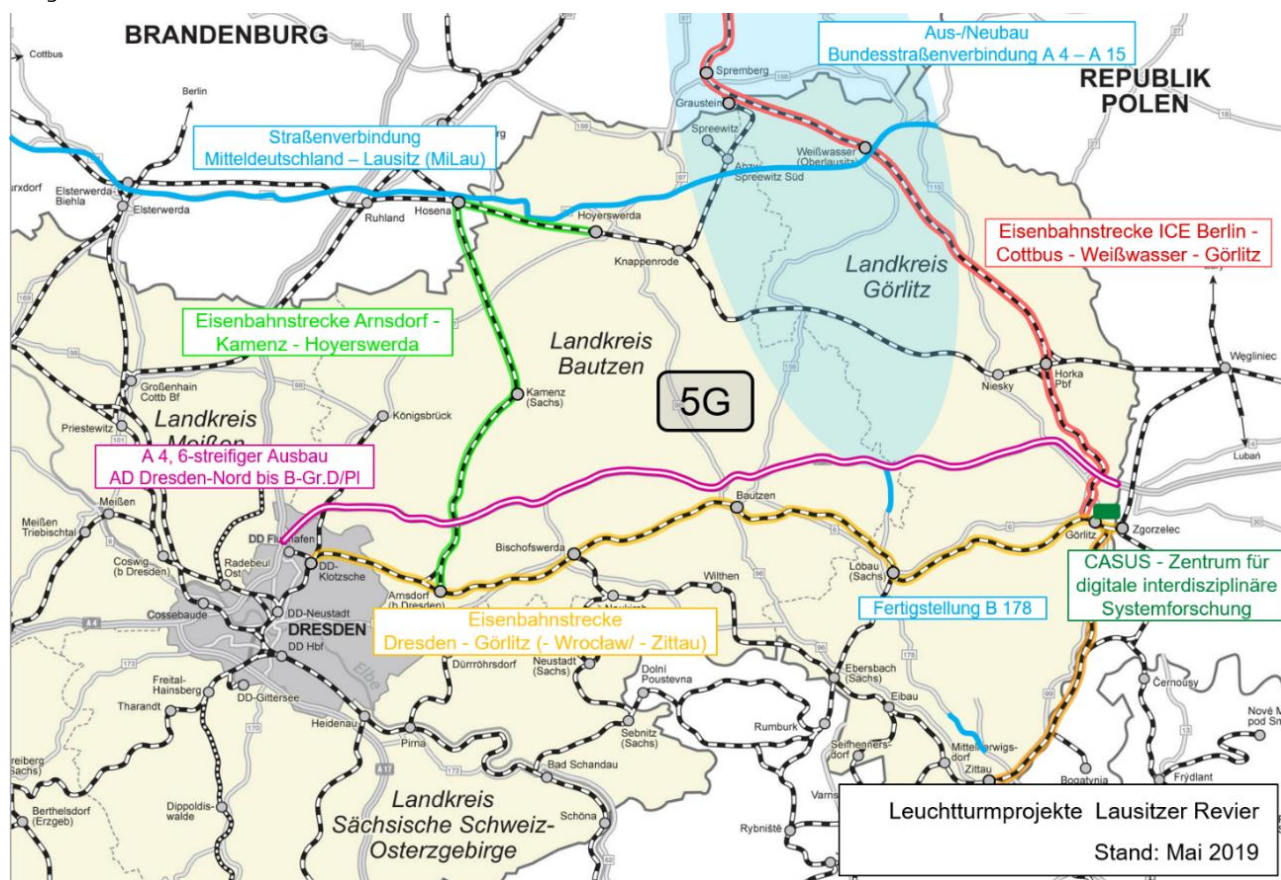 BRANDENBURG
Cottbus
Berlin
Aus-/Neubau
Bundesstraßenverbindung A 4 – A 15
REPUBLIK
POLEN
Spremberg
Graustein
Spreewitz
Abzw
Spreewitz Süd
Weißwasser
(Oberlausitz)
Straßenverbindung
Mitteldeutschland – Lausitz (MiLau)
Elsterwerda-
Biehla
Elsterwerda
Ruhland
Hosena
Hoyerswerda
Knappenrode
Landkreis
Görlitz
Eisenbahnstrecke ICE Berlin -
Cottbus - Weißwasser - Görlitz
Eisenbahnstrecke Arnsdorf -
Kamenz - Hoyerswerda
Landkreis
Bautzen
5G
Großenhain
Cottb Bf
Priestewitz
Landkreis
Königsbrück
Kamenz
(Sachs)
Niesky
Horka
Pbf
Węgliniec
Lubań
A 4, 6-streifiger Ausbau
AD Dresden-Nord bis B-Gr.D/Pl
Meißen
Meißen
Triebischtal
Coswig
(b Dresden)
Radebeul
Ost
DD-
Klotzsche
Cossebaude
DD-Neustadt
DRESDEN
DD Hbf
Elbe
Arnsdorf
(b Dresden)
Bischofswerda
Bautzen
Wilthen
Löbau
(Sachs)
Görlitz
Zgorzelec
CASUS - Zentrum für
digitale interdisziplinäre
Systemforschung
Fertigstellung B 178
Eisenbahnstrecke
Dresden - Görlitz (- Wrocław/ - Zittau)
Dürrröhrsdorf
Neustadt
(Sachs)
Dolní
Poustevna
Sebnitz
(Sachs)
Rumburk
Ebersbach
(Sachs)
Eibau
Seifhenners-
dorf
Zittau
Bogatynia
Černousy
Frýdlant
Freital-
Hainsberg
Tharandt
DD-Gittersee
Heidenau
Pirna
Bad Schandau
Schöna
Rybniště
Berthelsdorf
(Erzgeb)
Dippoldis-
walde
Landkreis
Sächsische Schweiz-
Osterzgebirge
Leuchtturmprojekte Lausitzer Revier
Stand: Mai 2019